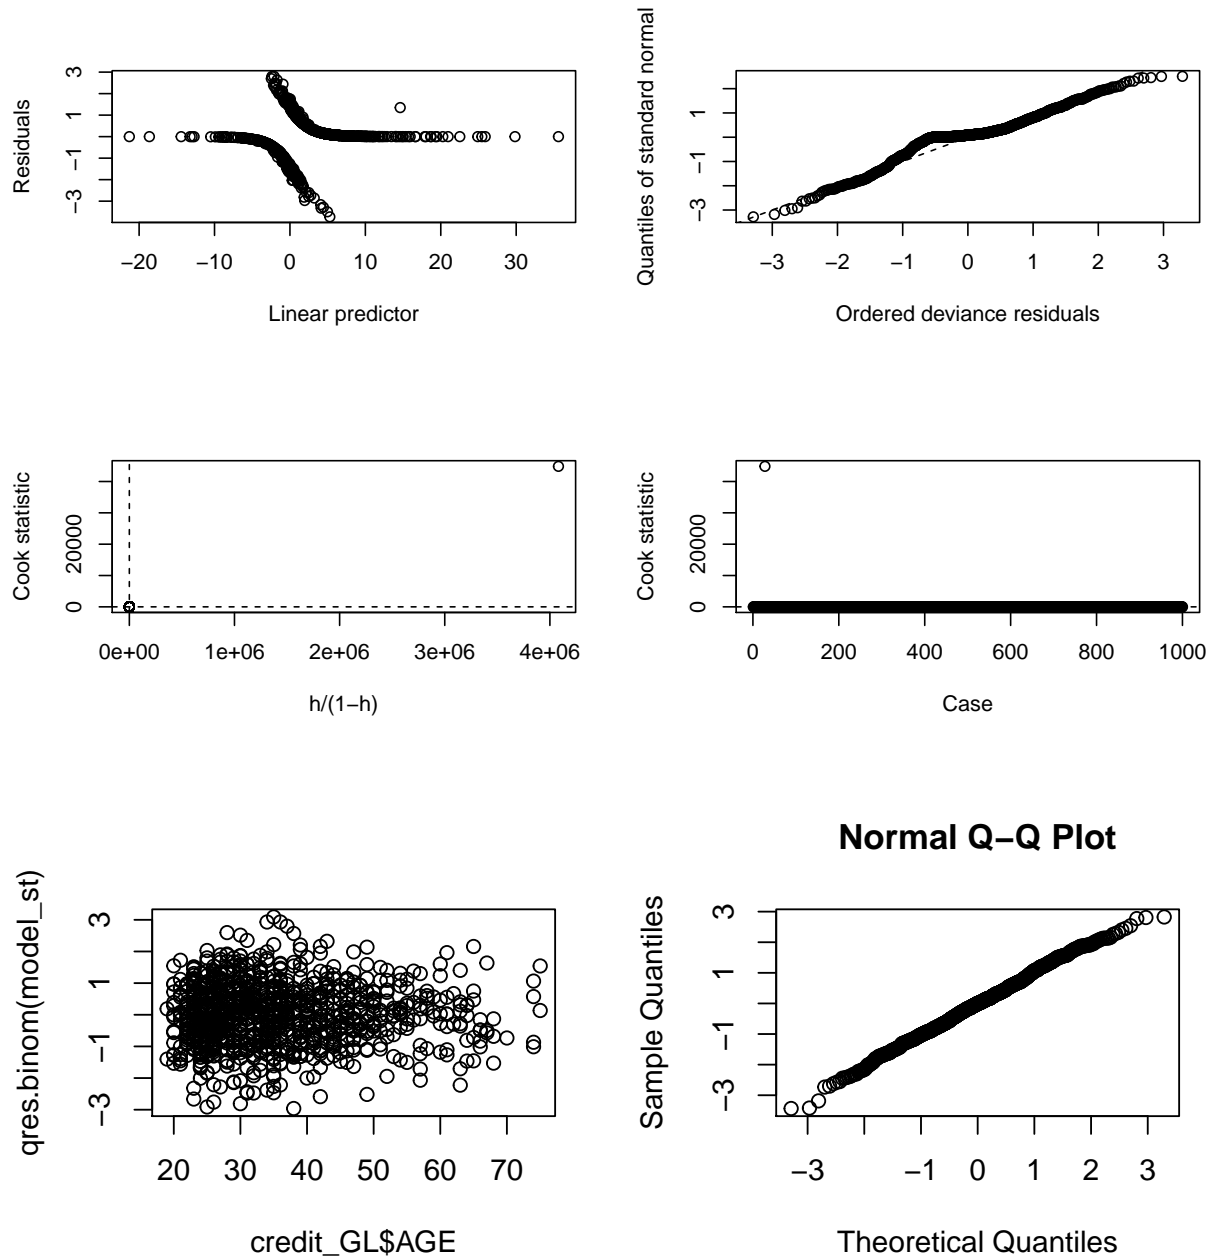 Residuals
3
1
−1
−3
−20 −10 0 10 20 30
Linear predictor
Quantiles of standard normal
1
−1
−3
−3 −2 −1 0 1 2 3
Ordered deviance residuals
Cook statistic
20000
0
0e+00 1e+06 2e+06 3e+06 4e+06
h/(1−h)
Cook statistic
20000
0
0 200 400 600 800 1000
Case
qres.binom(model_st)
3
1
−1
−3
20 30 40 50 60 70
credit_GL$AGE
Normal Q−Q Plot
Sample Quantiles
3
1
−1
−3
−3 −1 0 1 2 3
Theoretical Quantiles